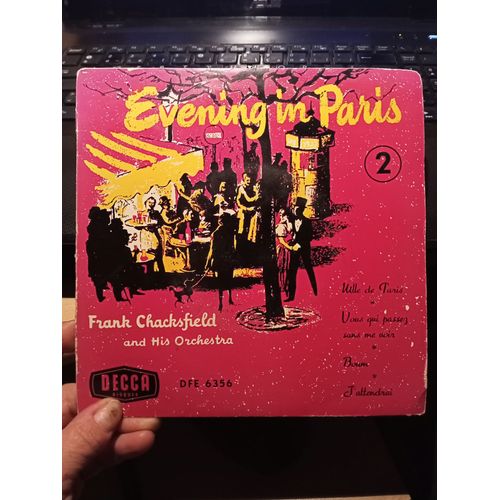 Evening in Paris
2
Frank Chacksfield
and His Orchestra
DECCA
DFE 6356
Ville de Paris
Vous qui passez
sans me voir
Boum
J'attendrai